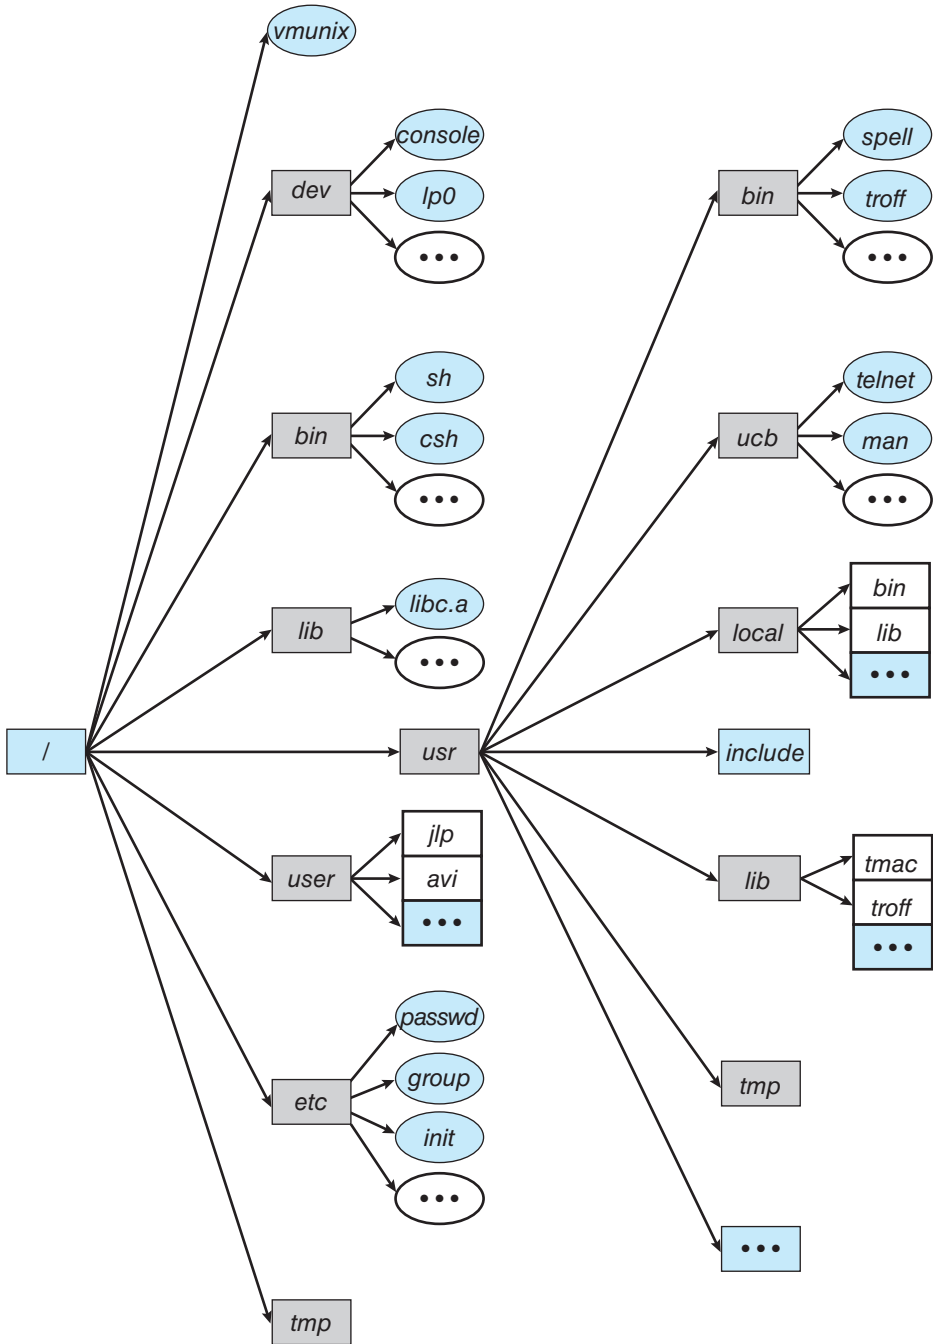 vmunix
console
dev
lp0
•••
spell
bin
troff
•••
sh
bin
csh
•••
telnet
ucb
man
•••
libc.a
lib
•••
bin
local
lib
•••
/
usr
include
jlp
user
avi
•••
tmac
lib
troff
•••
passwd
group
etc
init
•••
tmp
•••
tmp